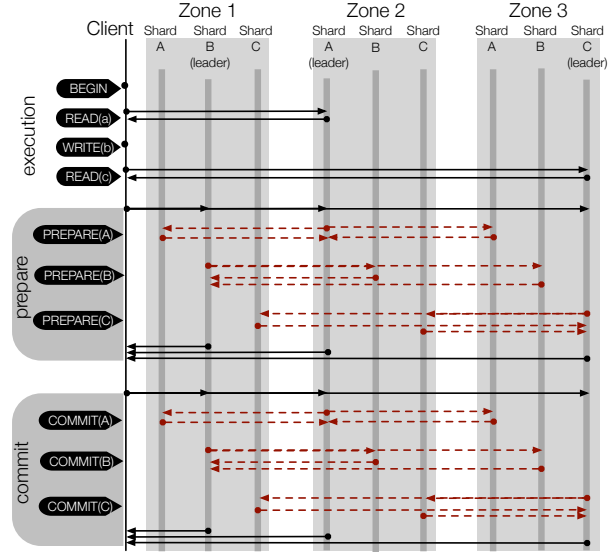 Zone 1 Zone 2 Zone 3
Client Shard Shard Shard Shard Shard Shard Shard Shard Shard
A B C A B C A B C
(leader) (leader) (leader)
BEGIN
READ(a)
WRITE(b)
READ(c)
execution
PREPARE(A)
PREPARE(B)
PREPARE(C)
prepare
COMMIT(A)
COMMIT(B)
COMMIT(C)
commit